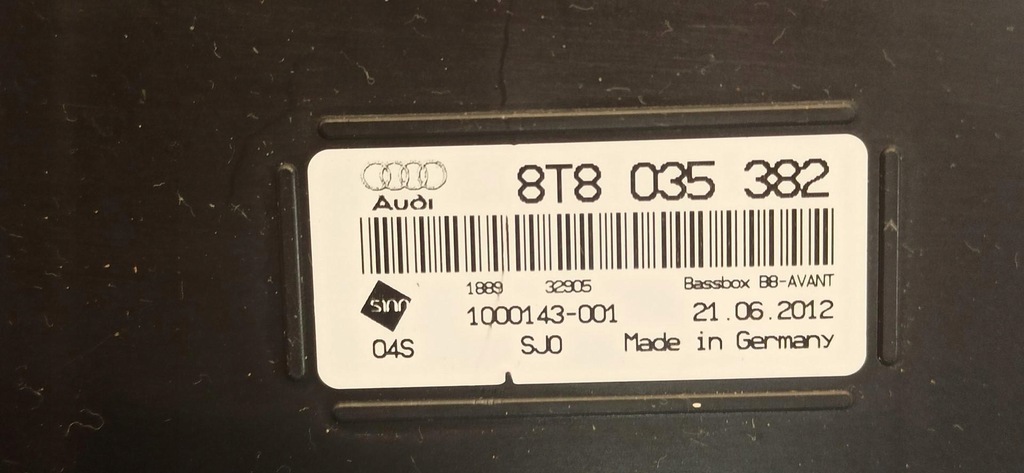 Audi
8T8 035 382
1889 32905 Bassbox B8-AVANT
1000143-001 21.06.2012
04S SJ0 Made in Germany